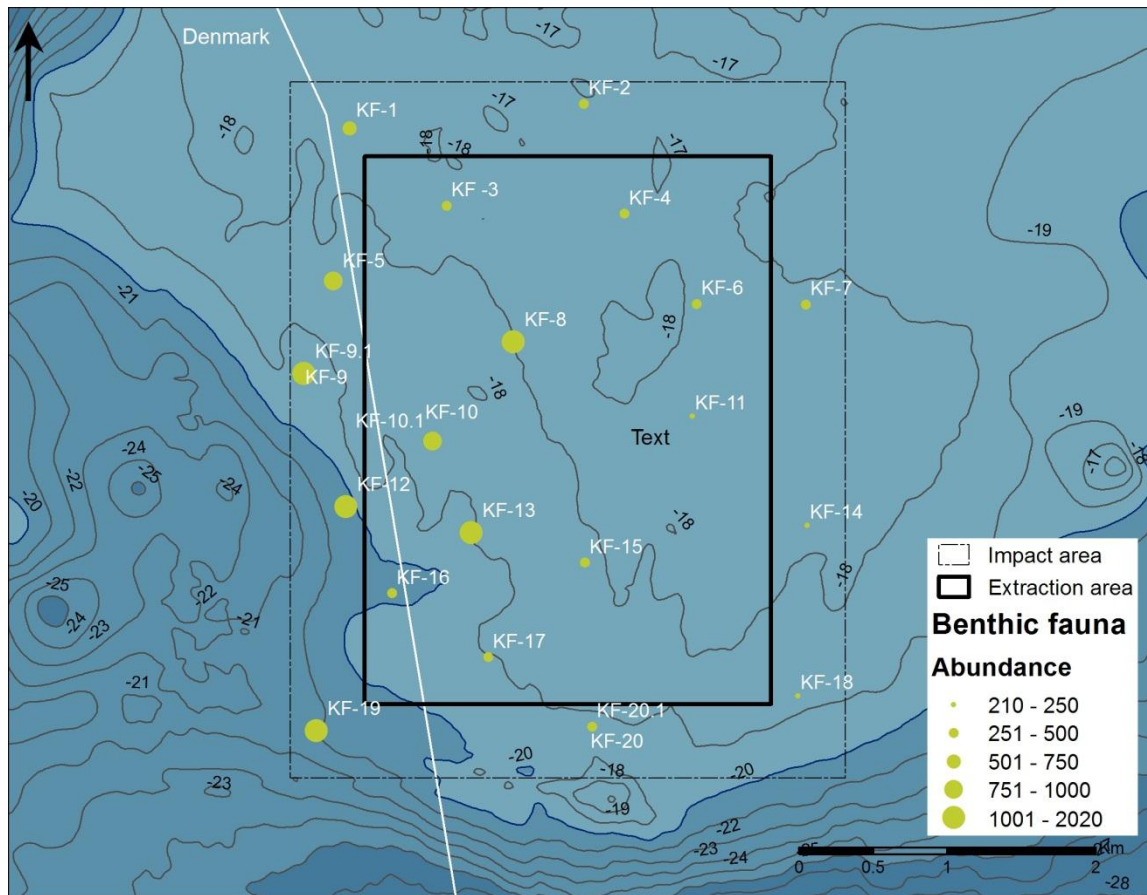 -17
-17
Denmark
-17
KF-2
-17
KF-1
-18
-18
-18
-17
KF -3
KF-4
-19
KF-5
-21
KF-6
KF-7
KF-8
-18
KF-9.1
KF-9
-18
KF-10
KF-10.1
KF-11
-19
Text
-24
-22
-25
-24
-17
-18
-20
KF-12
KF-13
KF-14
-18
KF-15
-25
-22
KF-16
-18
-24
-23
-21
KF-17
-21
KF-18
KF-19
KF-20.1
KF-20
-20
-18
-20
-23
-19
-22
-23
-24
-28
Impact area
Extraction area
Benthic fauna
Abundance
210 - 250
251 - 500
501 - 750
751 - 1000
1001 - 2020
0 0.5 1 2